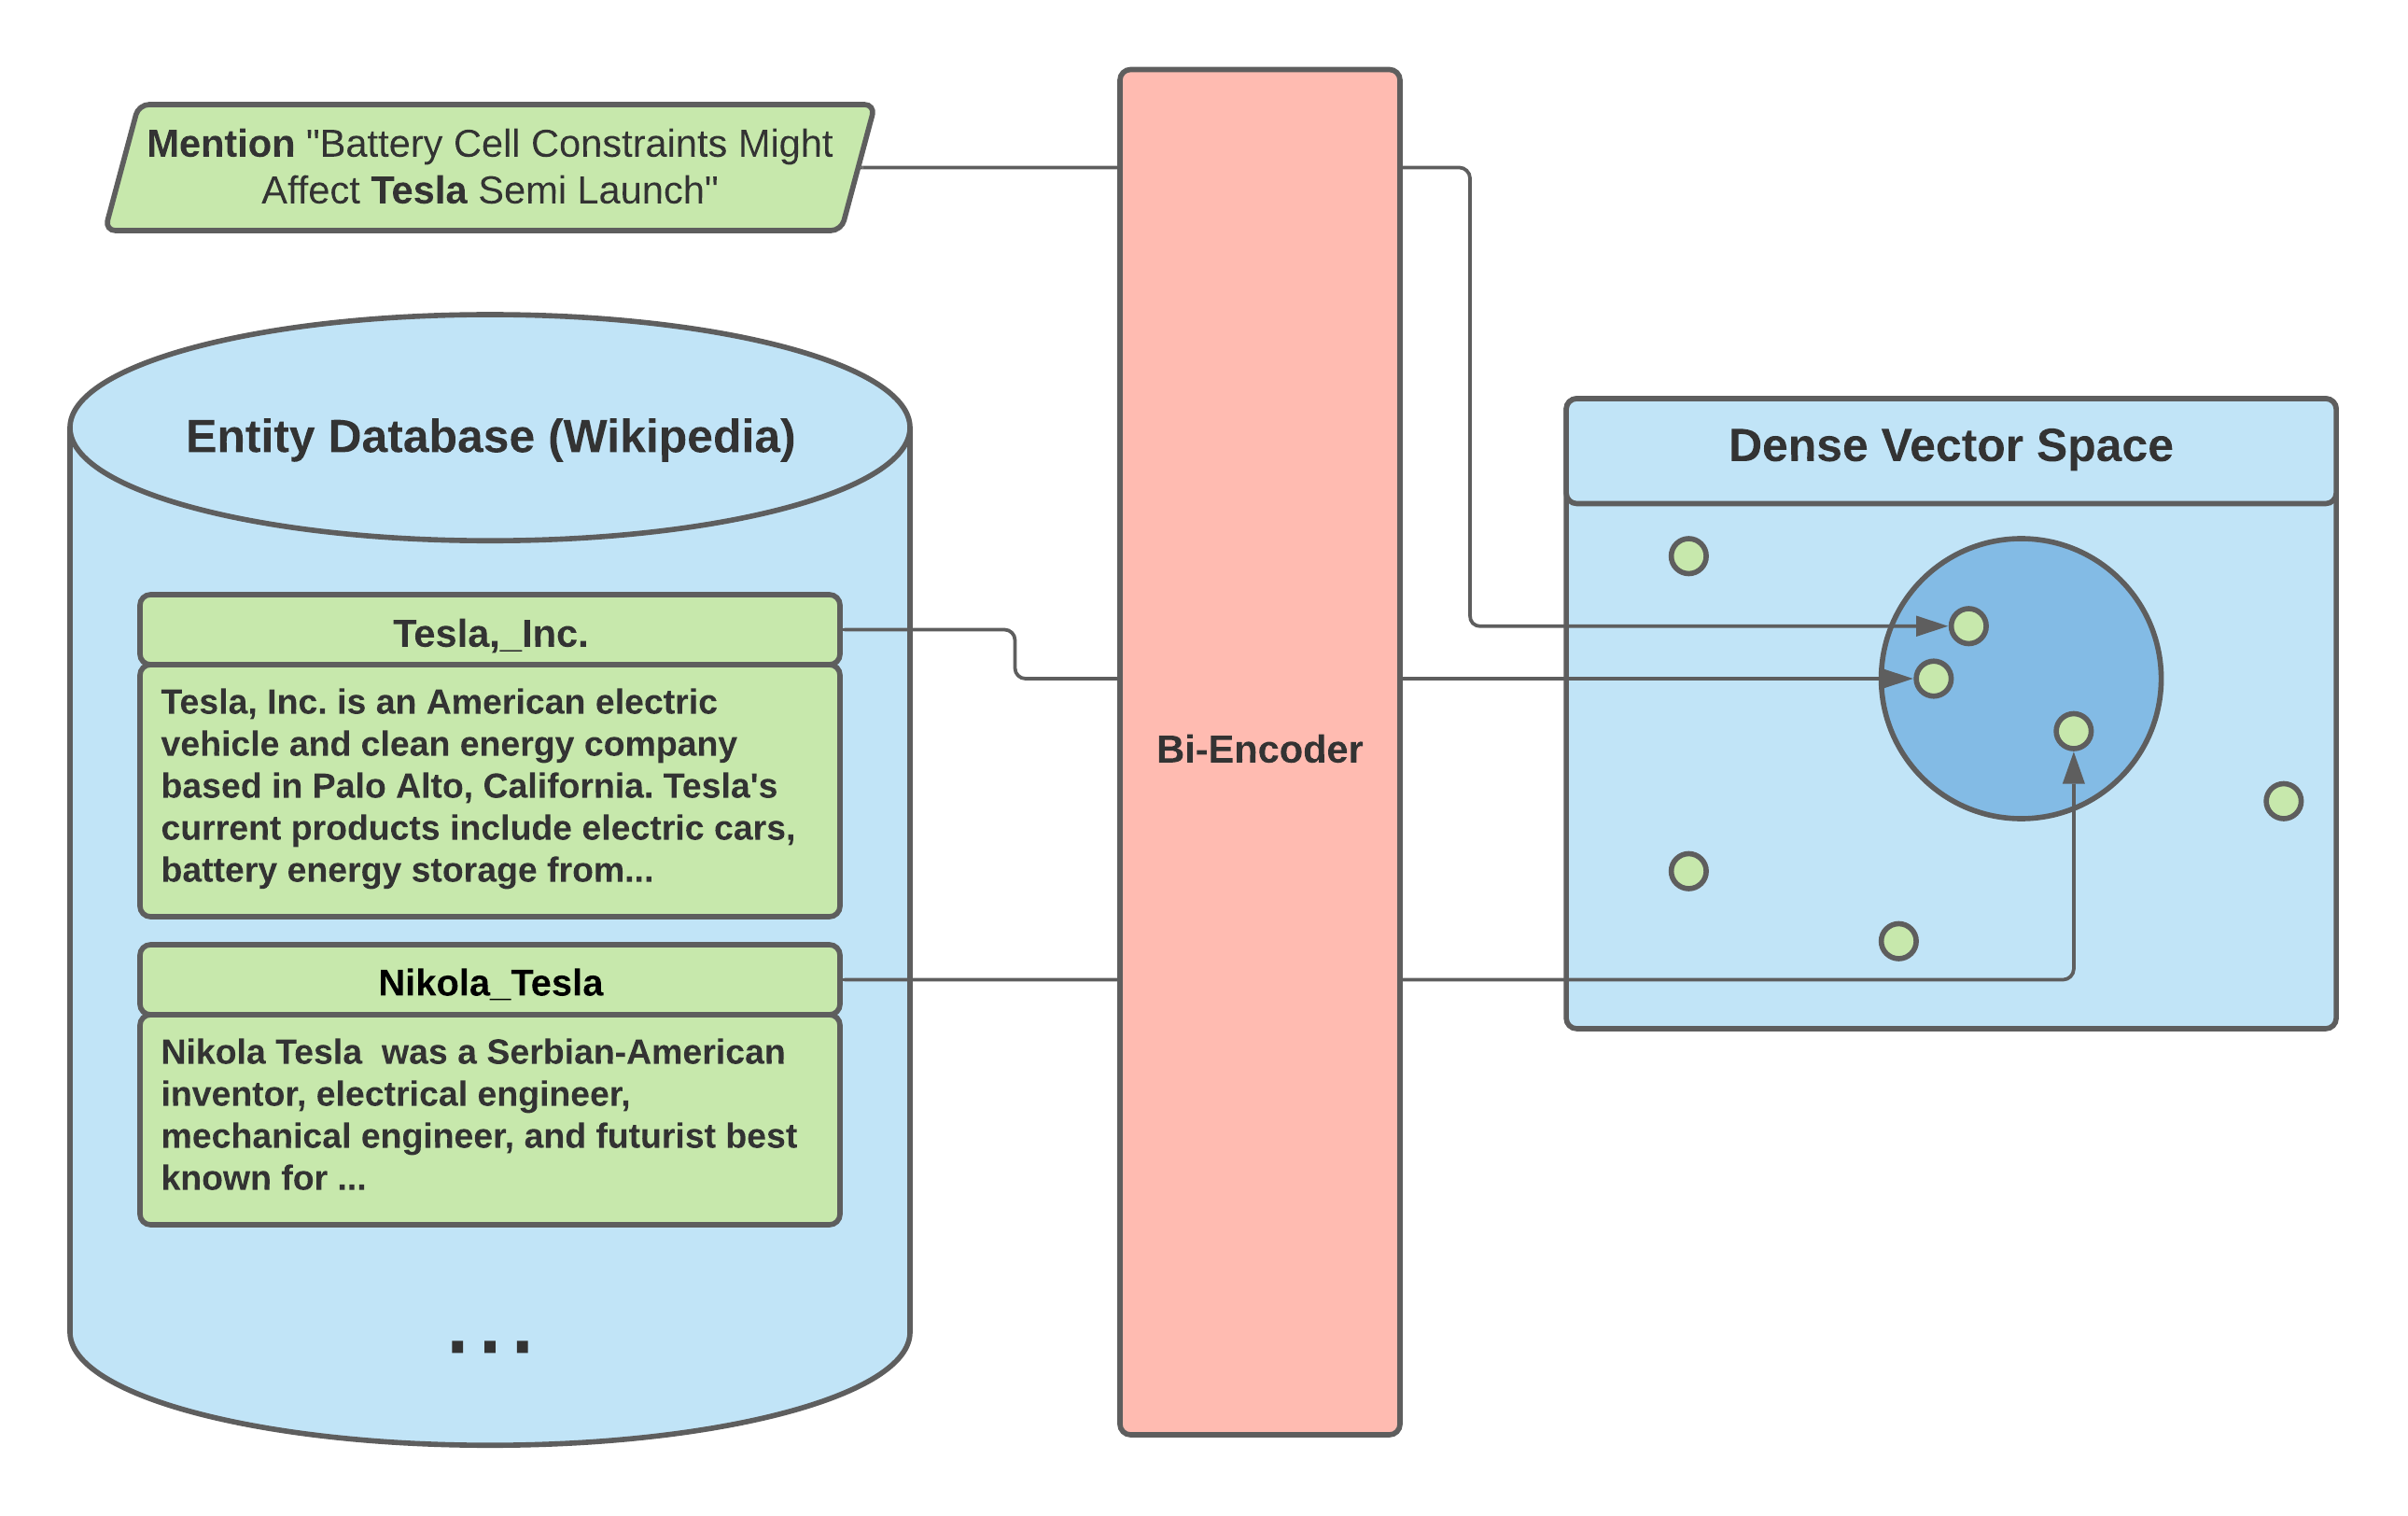 Mention "Battery Cell Constraints Might
Affect Tesla Semi Launch"
Entity Database (Wikipedia)
Tesla,_Inc.
Tesla, Inc. is an American electric
vehicle and clean energy company
based in Palo Alto, California. Tesla's
current products include electric cars,
battery energy storage from...
Nikola_Tesla
Nikola Tesla  was a Serbian-American
inventor, electrical engineer,
mechanical engineer, and futurist best
known for ...
...
Bi-Encoder
Dense Vector Space